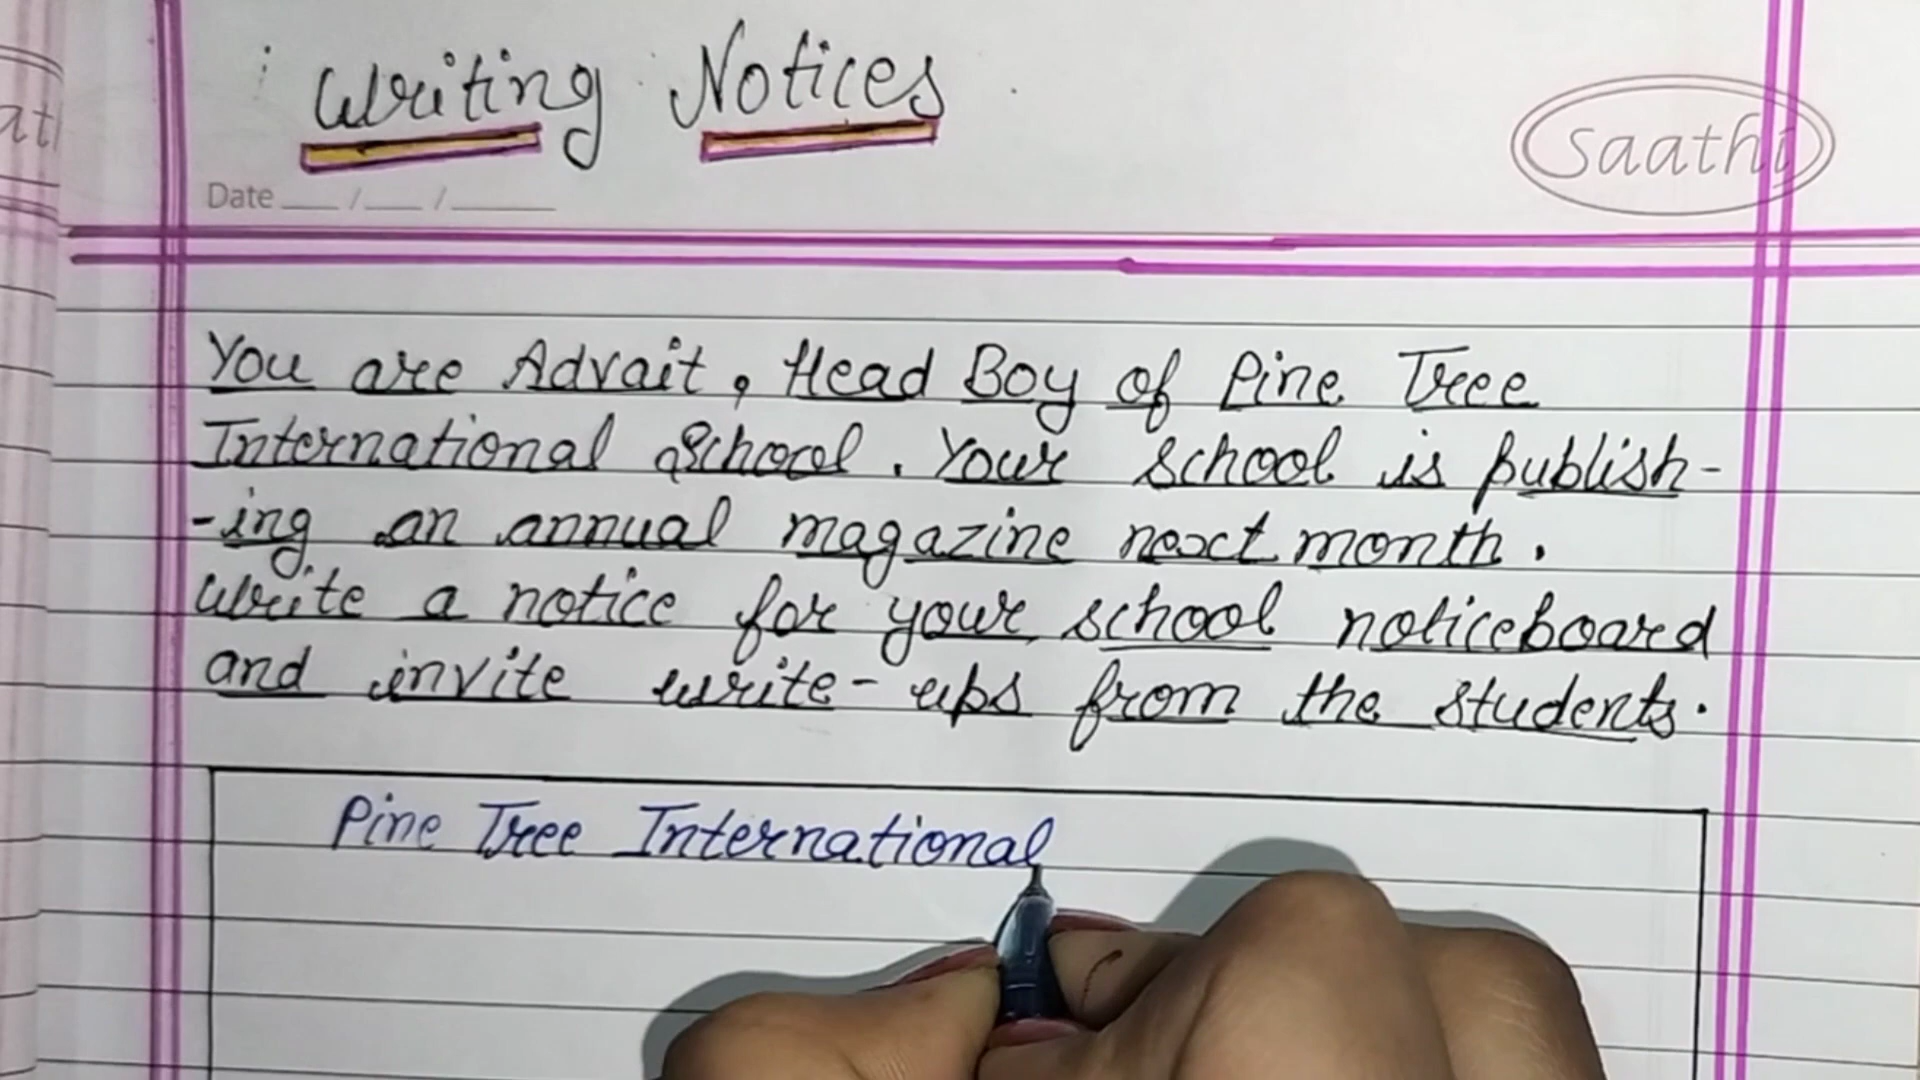 Writing Notices
Date __ / __ / ____
saathi
You are Advait, Head Boy of Pine Tree
International School. Your school is publish-
-ing an annual magazine next month.
Write a notice for your school noticeboard
and invite write-ups from the students.
Pine Tree International